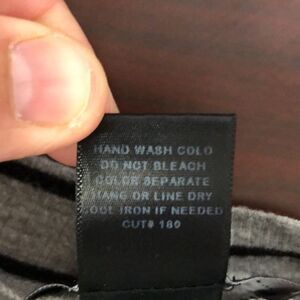 HAND WASH COLD
DO NOT BLEACH
COLOR SEPARATE
HANG OR LINE DRY
COOL IRON IF NEEDED
CUT# 180